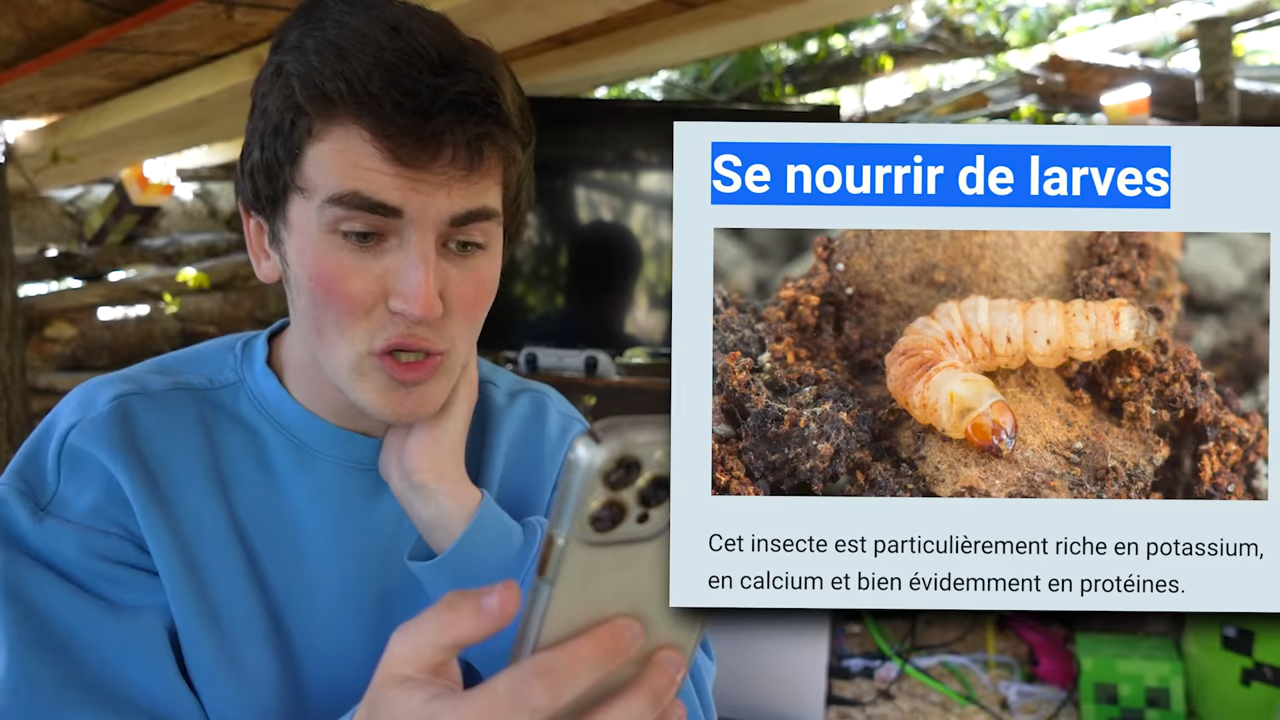 Se nourrir de larves
Cet insecte est particulièrement riche en potassium,
en calcium et bien évidemment en protéines.